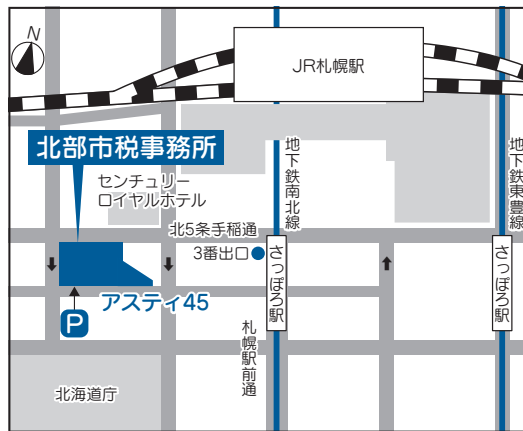 N
JR札幌駅
北部市税事務所
センチュリー
ロイヤルホテル
地下鉄南北線
地下鉄東豊線
北5条手稲通
3番出口
さっぽろ駅
さっぽろ駅
アスティ45
P
札幌駅前通
北海道庁